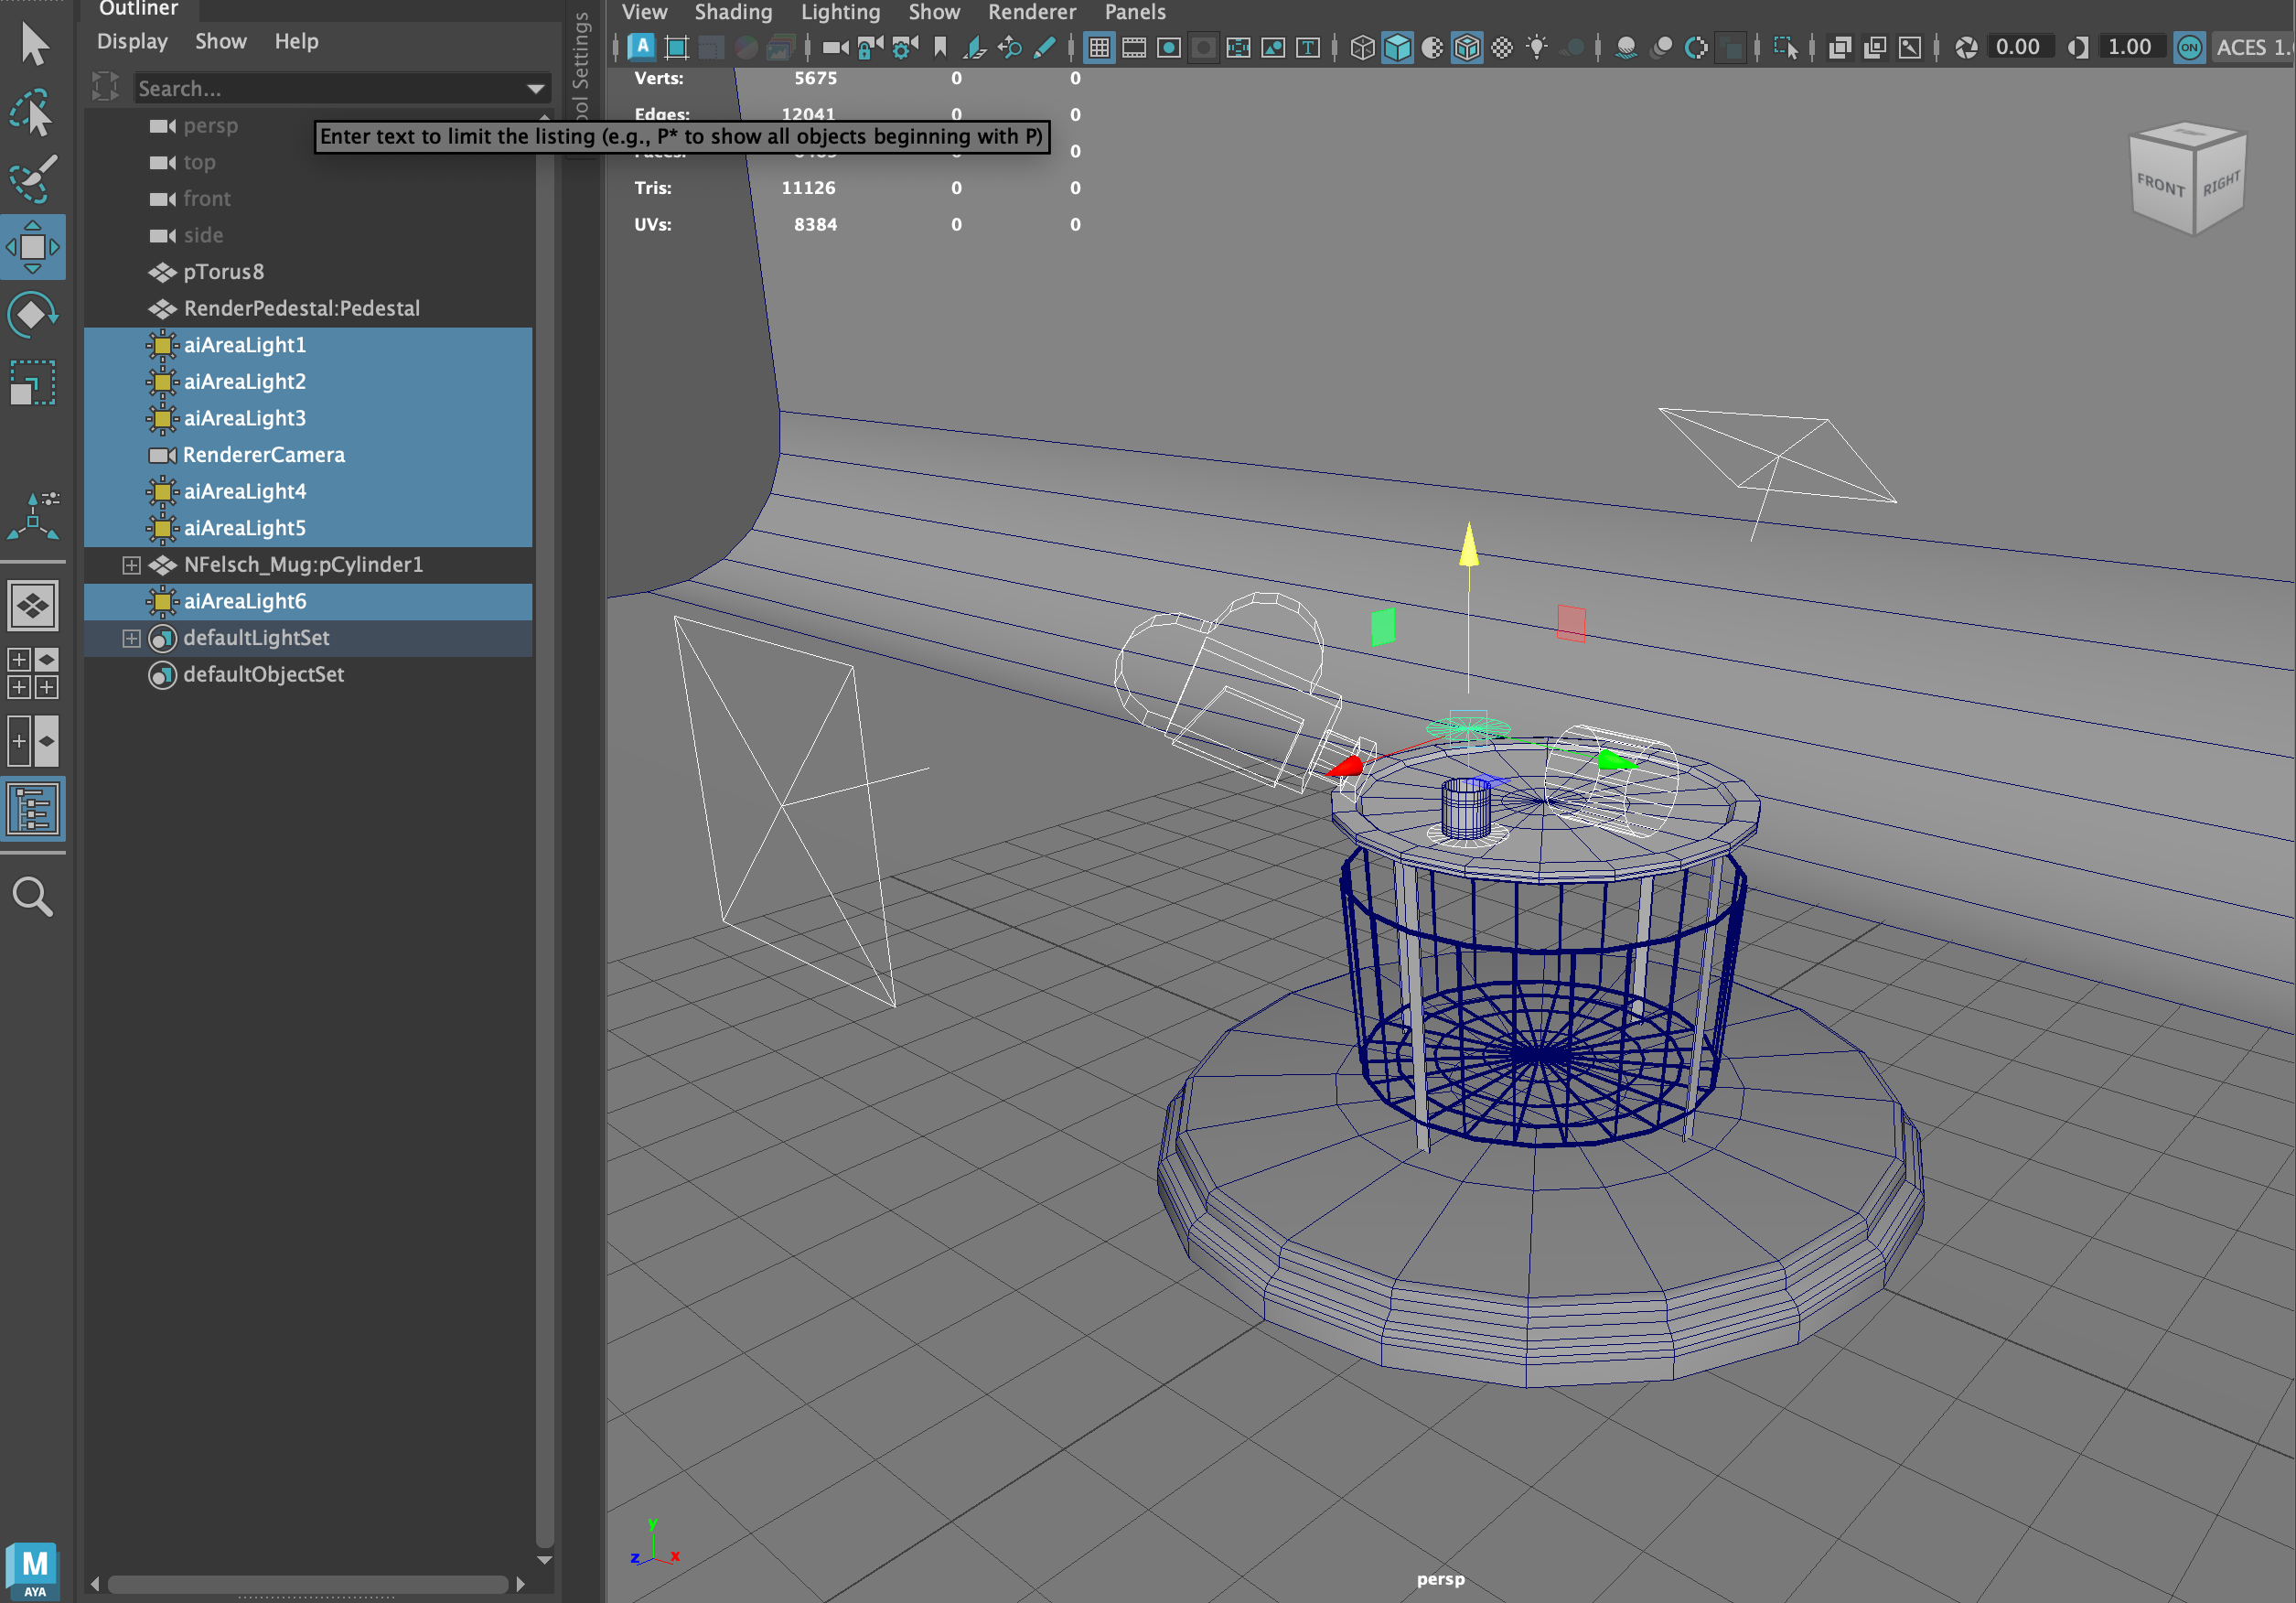 Outliner
Display Show Help
Search...
persp
top
front
side
pTorus8
RenderPedestal:Pedestal
aiAreaLight1
aiAreaLight2
aiAreaLight3
RendererCamera
aiAreaLight4
aiAreaLight5
NFelsch_Mug:pCylinder1
aiAreaLight6
defaultLightSet
defaultObjectSet
M
AYA
Settings
View Shading Lighting Show Renderer Panels
A
T
0.00
1.00
ON
ACES 1.
Verts: 5675 0 0
Edges: 12041 0 0
Enter text to limit the listing (e.g., P* to show all objects beginning with P)
0 0
Tris: 11126 0 0
UVs: 8384 0 0
TOP
FRONT
RIGHT
y
z
x
persp